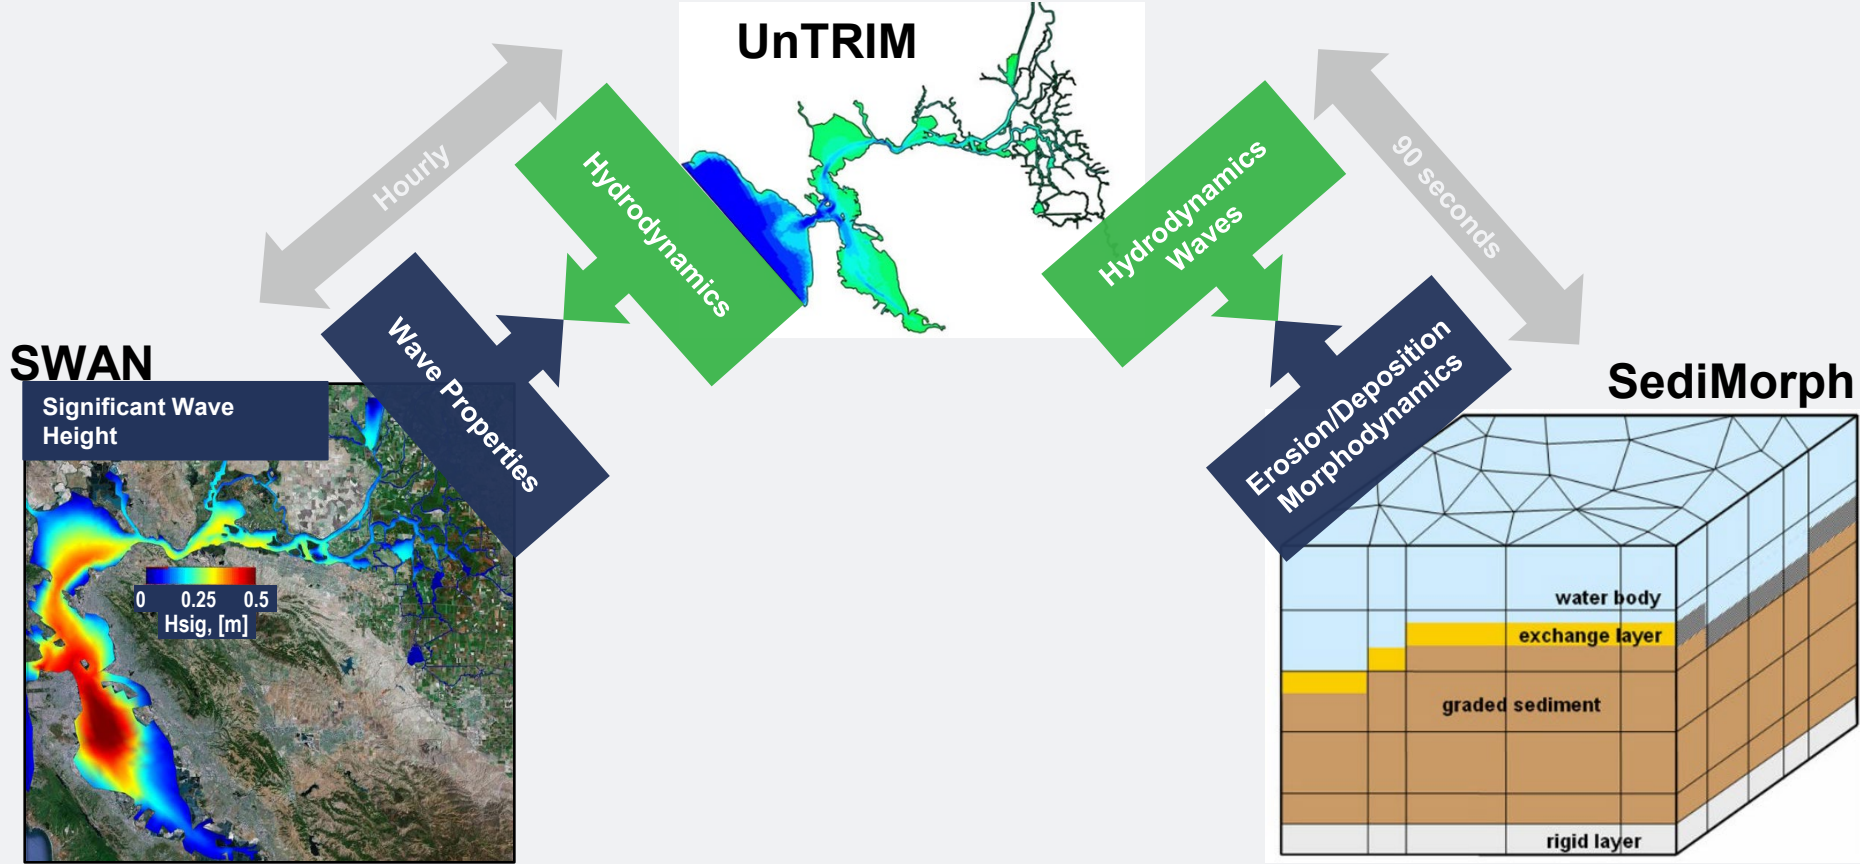 UnTRIM
Hourly
Hydrodynamics
Hydrodynamics
Waves
90 seconds
SWAN
Wave Properties
Significant Wave
Height
0 0.25 0.5
Hsig, [m]
Erosion/Deposition
Morphodynamics
SediMorph
water body
exchange layer
graded sediment
rigid layer